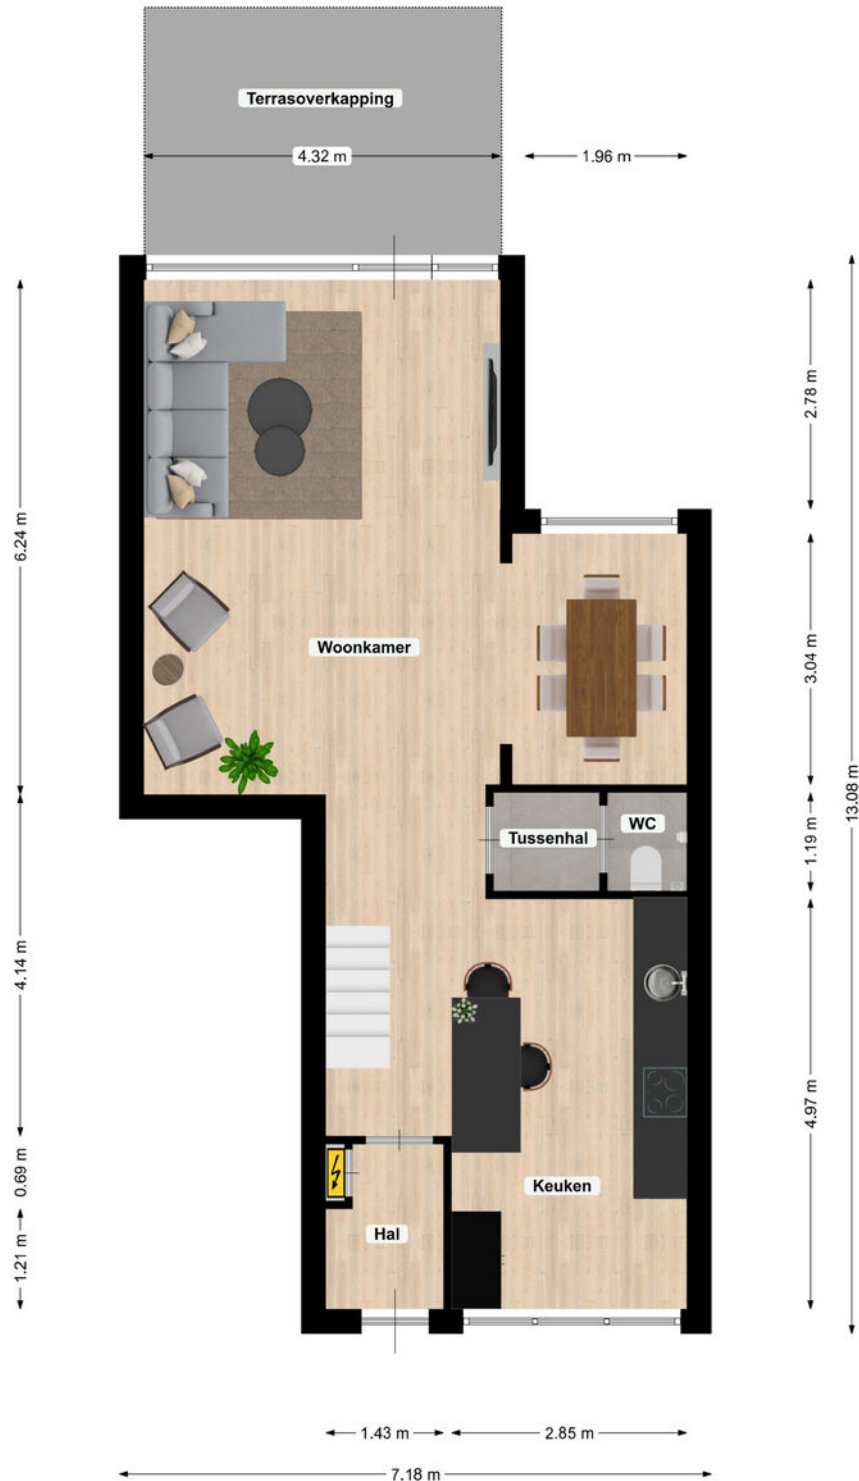 Terrasoverkapping
4.32 m
1.96 m
2.78 m
6.24 m
Woonkamer
3.04 m
13.08 m
WC
Tussenhal
1.19 m
4.14 m
4.97 m
0.69 m
Keuken
Hal
1.21 m
1.43 m
2.85 m
7.18 m